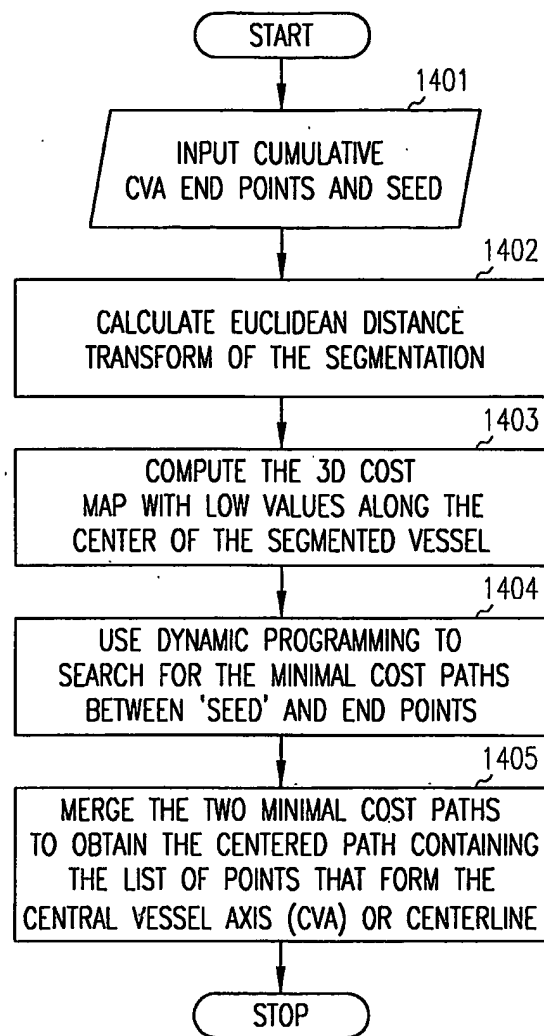 START
1401
INPUT CUMULATIVE
CVA END POINTS AND SEED
1402
CALCULATE EUCLIDEAN DISTANCE
TRANSFORM OF THE SEGMENTATION
1403
COMPUTE THE 3D COST
MAP WITH LOW VALUES ALONG THE
CENTER OF THE SEGMENTED VESSEL
1404
USE DYNAMIC PROGRAMMING TO
SEARCH FOR THE MINIMAL COST PATHS
BETWEEN 'SEED' AND END POINTS
1405
MERGE THE TWO MINIMAL COST PATHS
TO OBTAIN THE CENTERED PATH CONTAINING
THE LIST OF POINTS THAT FORM THE
CENTRAL VESSEL AXIS (CVA) OR CENTERLINE
STOP